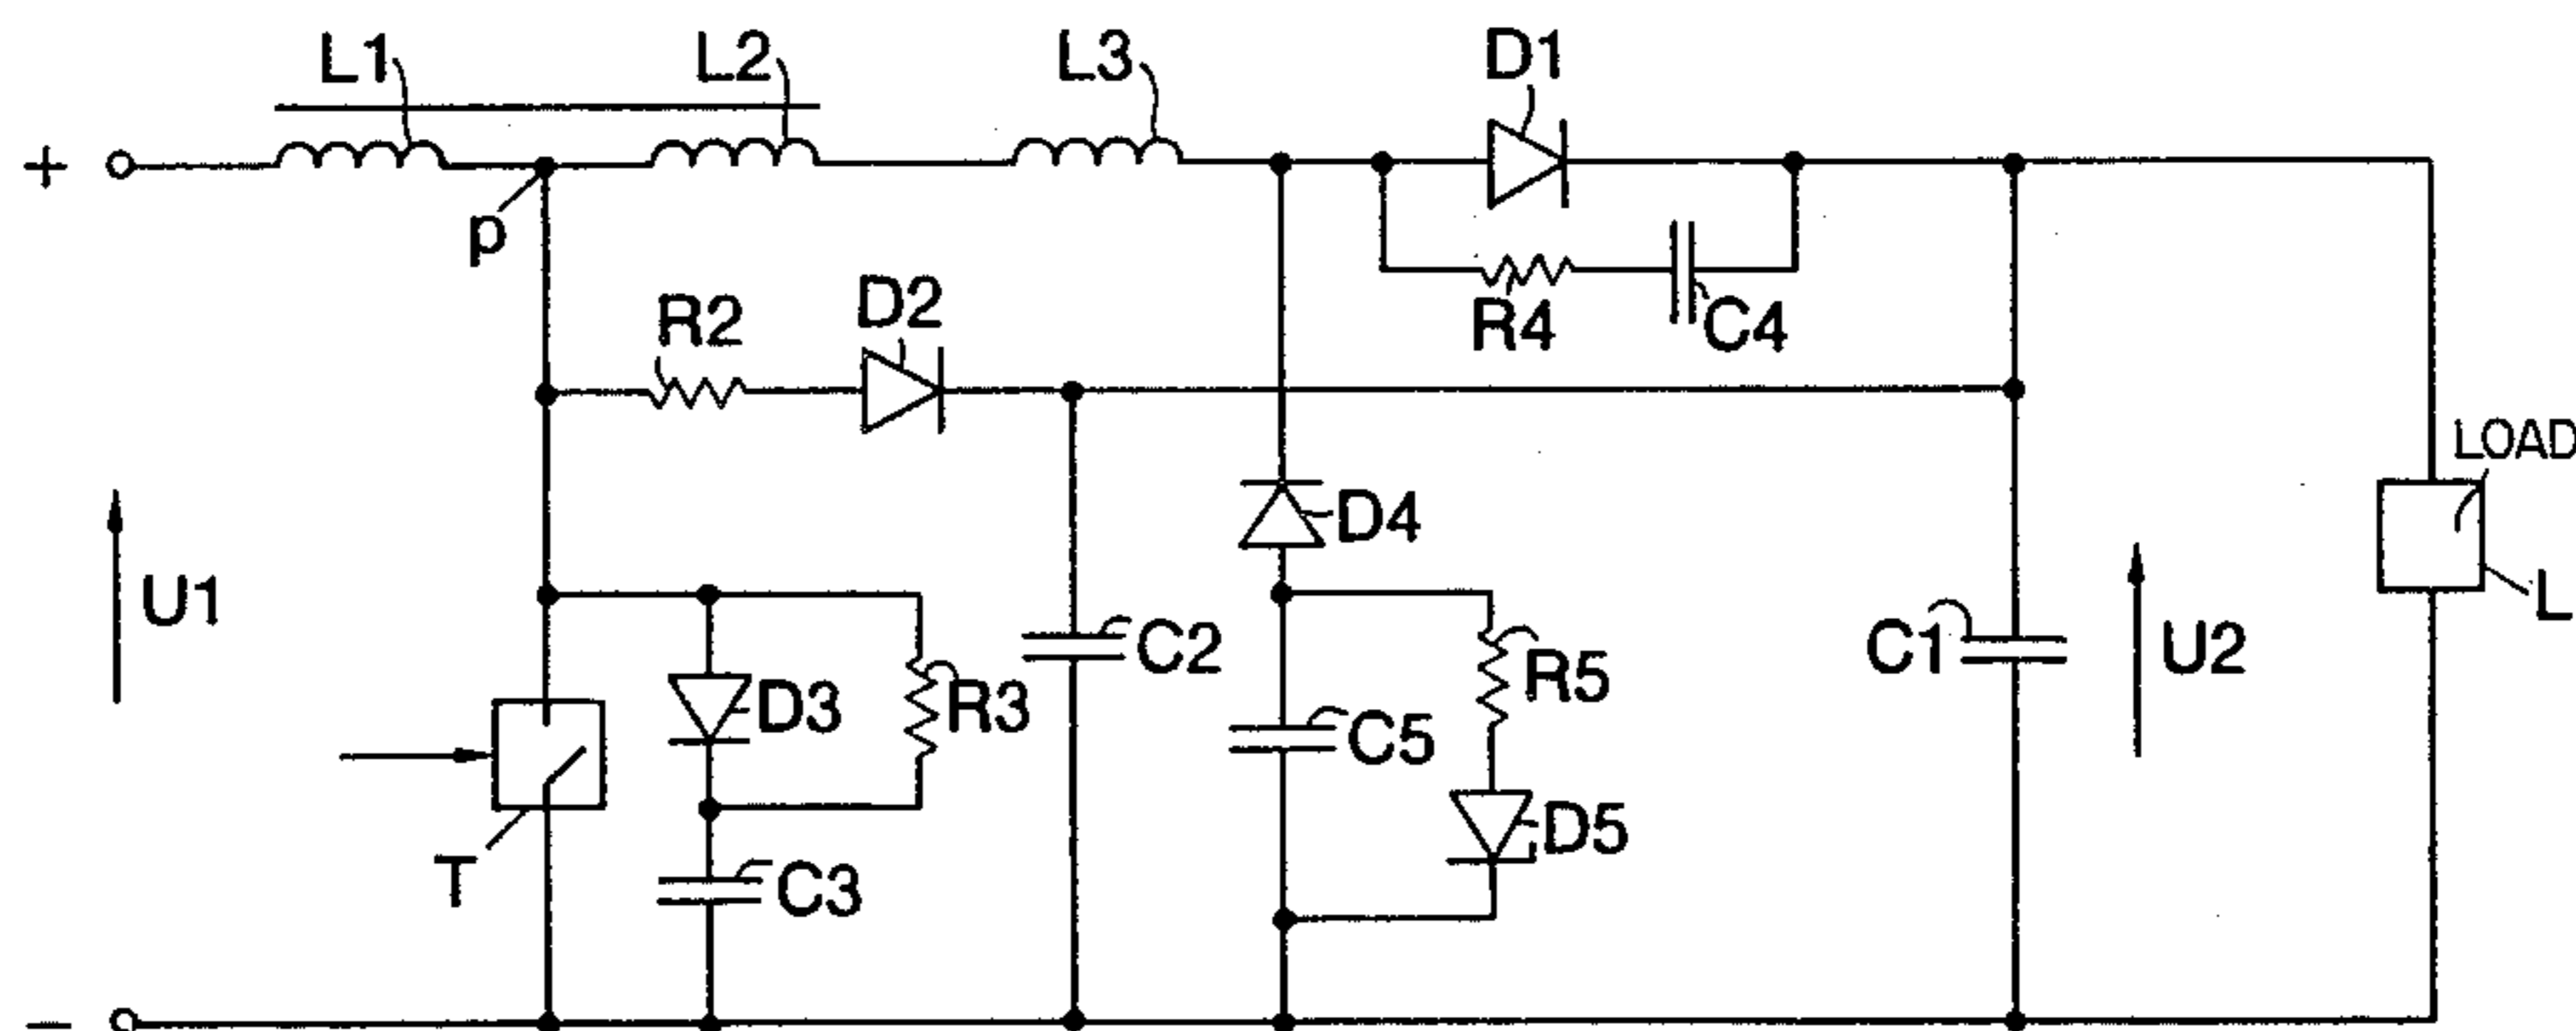 L1 L2 L3 D1
+
p
R2 D2 R4 C4
LOAD
U1 D4
C2 R5 C1 U2 L
D3 R3 C5
T C3 D5
−